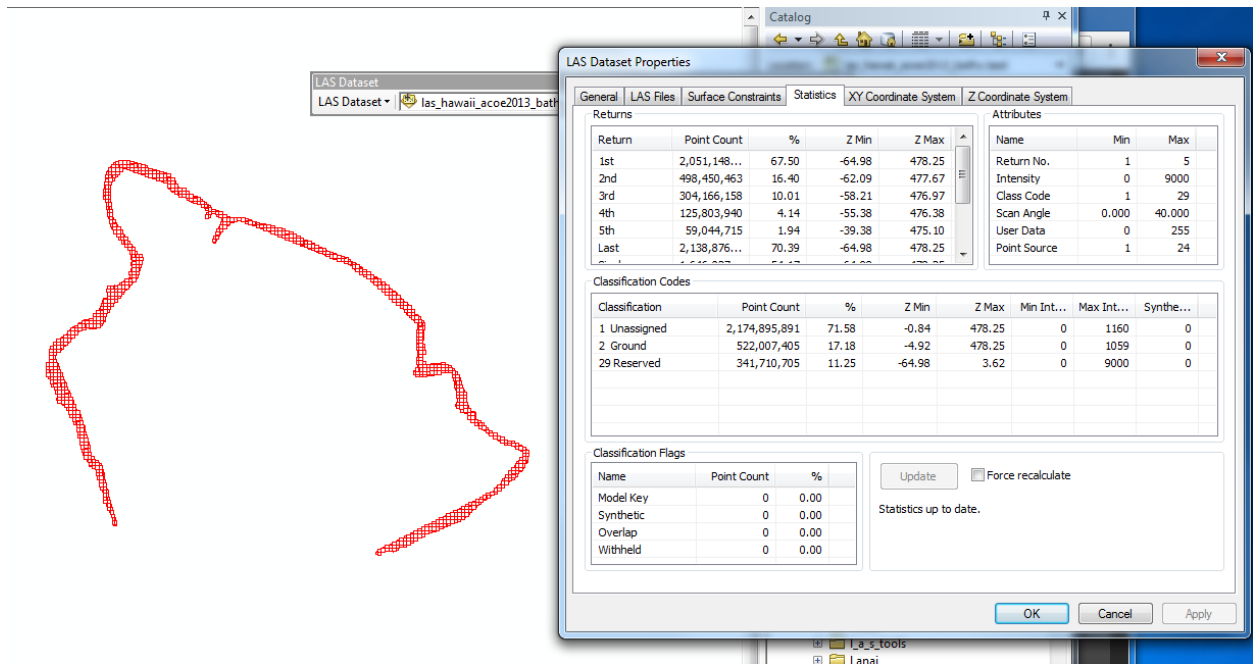 Catalog
LAS Dataset Properties
LAS Dataset
LAS Dataset las_hawaii_acoe2013_bath
General LAS Files Surface Constraints Statistics XY Coordinate System Z Coordinate System
Returns
Return Point Count % Z Min Z Max
1st 2,051,148... 67.50 -64.98 478.25
2nd 498,450,463 16.40 -62.09 477.67
3rd 304,166,158 10.01 -58.21 476.97
4th 125,803,940 4.14 -55.38 476.38
5th 59,044,715 1.94 -39.38 475.10
Last 2,138,876... 70.39 -64.98 478.25
Attributes
Name Min Max
Return No. 1 5
Intensity 0 9000
Class Code 1 29
Scan Angle 0.000 40.000
User Data 0 255
Point Source 1 24
Classification Codes
Classification Point Count % Z Min Z Max Min Int... Max Int... Synthe...
1 Unassigned 2,174,895,891 71.58 -0.84 478.25 0 1160 0
2 Ground 522,007,405 17.18 -4.92 478.25 0 1059 0
29 Reserved 341,710,705 11.25 -64.98 3.62 0 9000 0
Classification Flags
Name Point Count %
Model Key 0 0.00
Synthetic 0 0.00
Overlap 0 0.00
Withheld 0 0.00
Update Force recalculate
Statistics up to date.
OK Cancel Apply
l_a_s_tools
Lanai